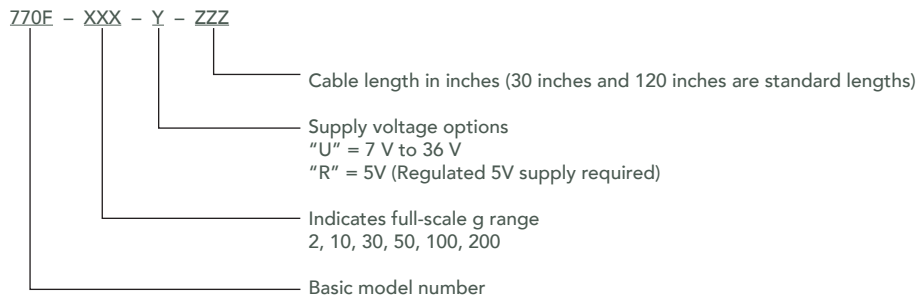 770F – XXX – Y – ZZZ
Cable length in inches (30 inches and 120 inches are standard lengths)
Supply voltage options
"U" = 7 V to 36 V
"R" = 5V (Regulated 5V supply required)
Indicates full-scale g range
2, 10, 30, 50, 100, 200
Basic model number